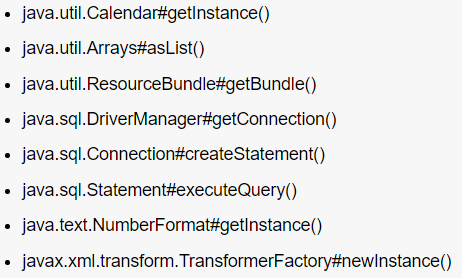 java.util.Calendar#getInstance()
java.util.Arrays#asList()
java.util.ResourceBundle#getBundle()
java.sql.DriverManager#getConnection()
java.sql.Connection#createStatement()
java.sql.Statement#executeQuery()
java.text.NumberFormat#getInstance()
javax.xml.transform.TransformerFactory#newInstance()